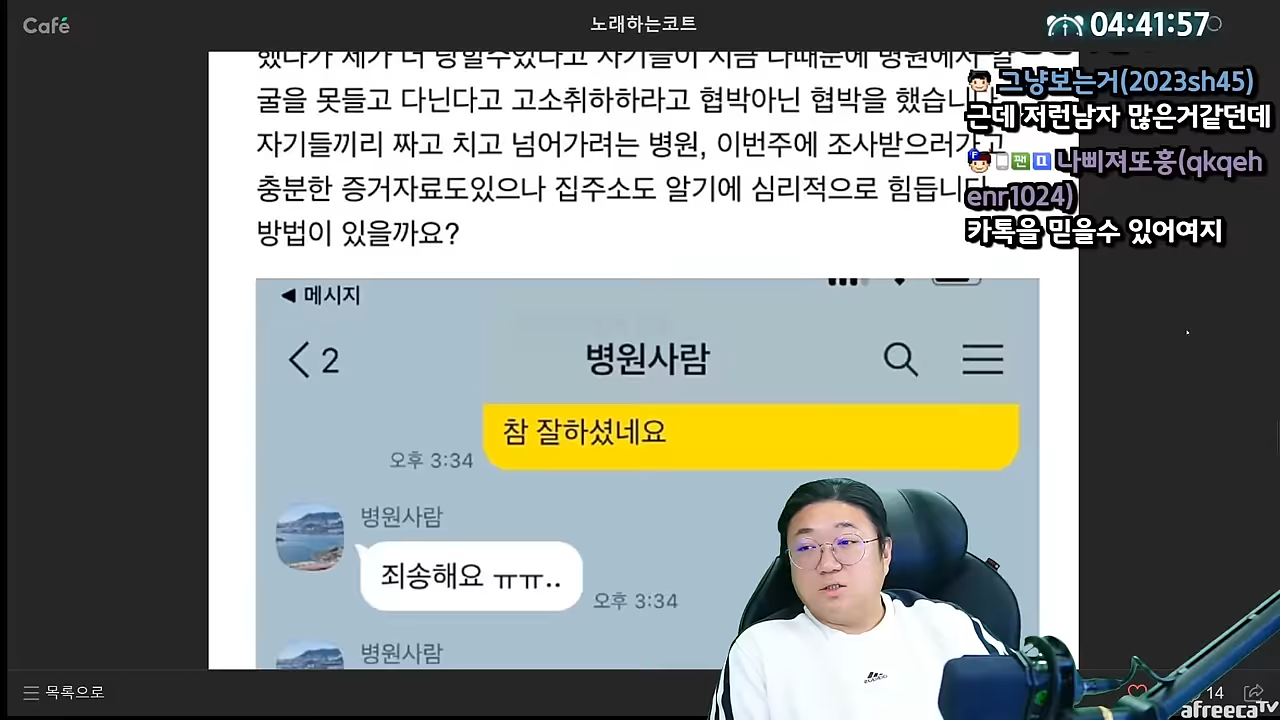 Café
노래하는코트
04:41:57
했다가 제가 더 당할수있다고 자기들이 지금 나때문에 병원에서 얼
굴을 못들고 다닌다고 고소취하하라고 협박아닌 협박을 했습니
자기들끼리 짜고 치고 넘어가려는 병원, 이번주에 조사받으러가고
충분한 증거자료도있으나 집주소도 알기에 심리적으로 힘듭니다
방법이 있을까요?
그냥보는거(2023sh45)
근데 저런남자 많은거같던데
F 팬 나삐져또흥(qkqeh
enr1024)
카톡을 믿을수 있어여지
◀ 메시지
2
병원사람
참 잘하셨네요
오후 3:34
병원사람
죄송해요 ㅠㅠ..
오후 3:34
병원사람
목록으로
14
afreecaTV